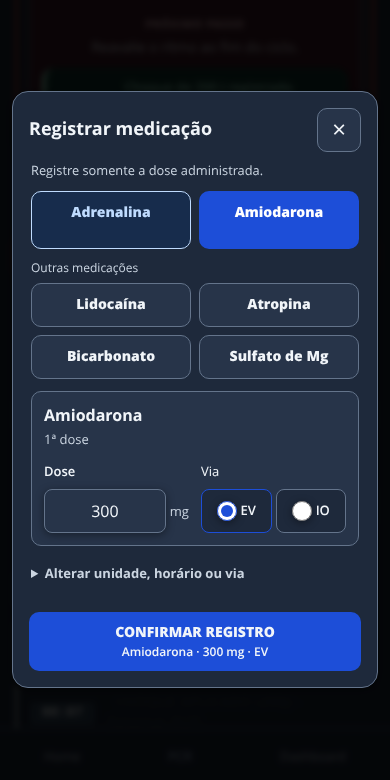 Registrar medicação
✕
Registre somente a dose administrada.
Adrenalina
Amiodarona
Outras medicações
Lidocaína
Atropina
Bicarbonato
Sulfato de Mg
Amiodarona
1ª dose
Dose
Via
300 mg
EV
IO
▶ Alterar unidade, horário ou via
CONFIRMAR REGISTRO
Amiodarona · 300 mg · EV